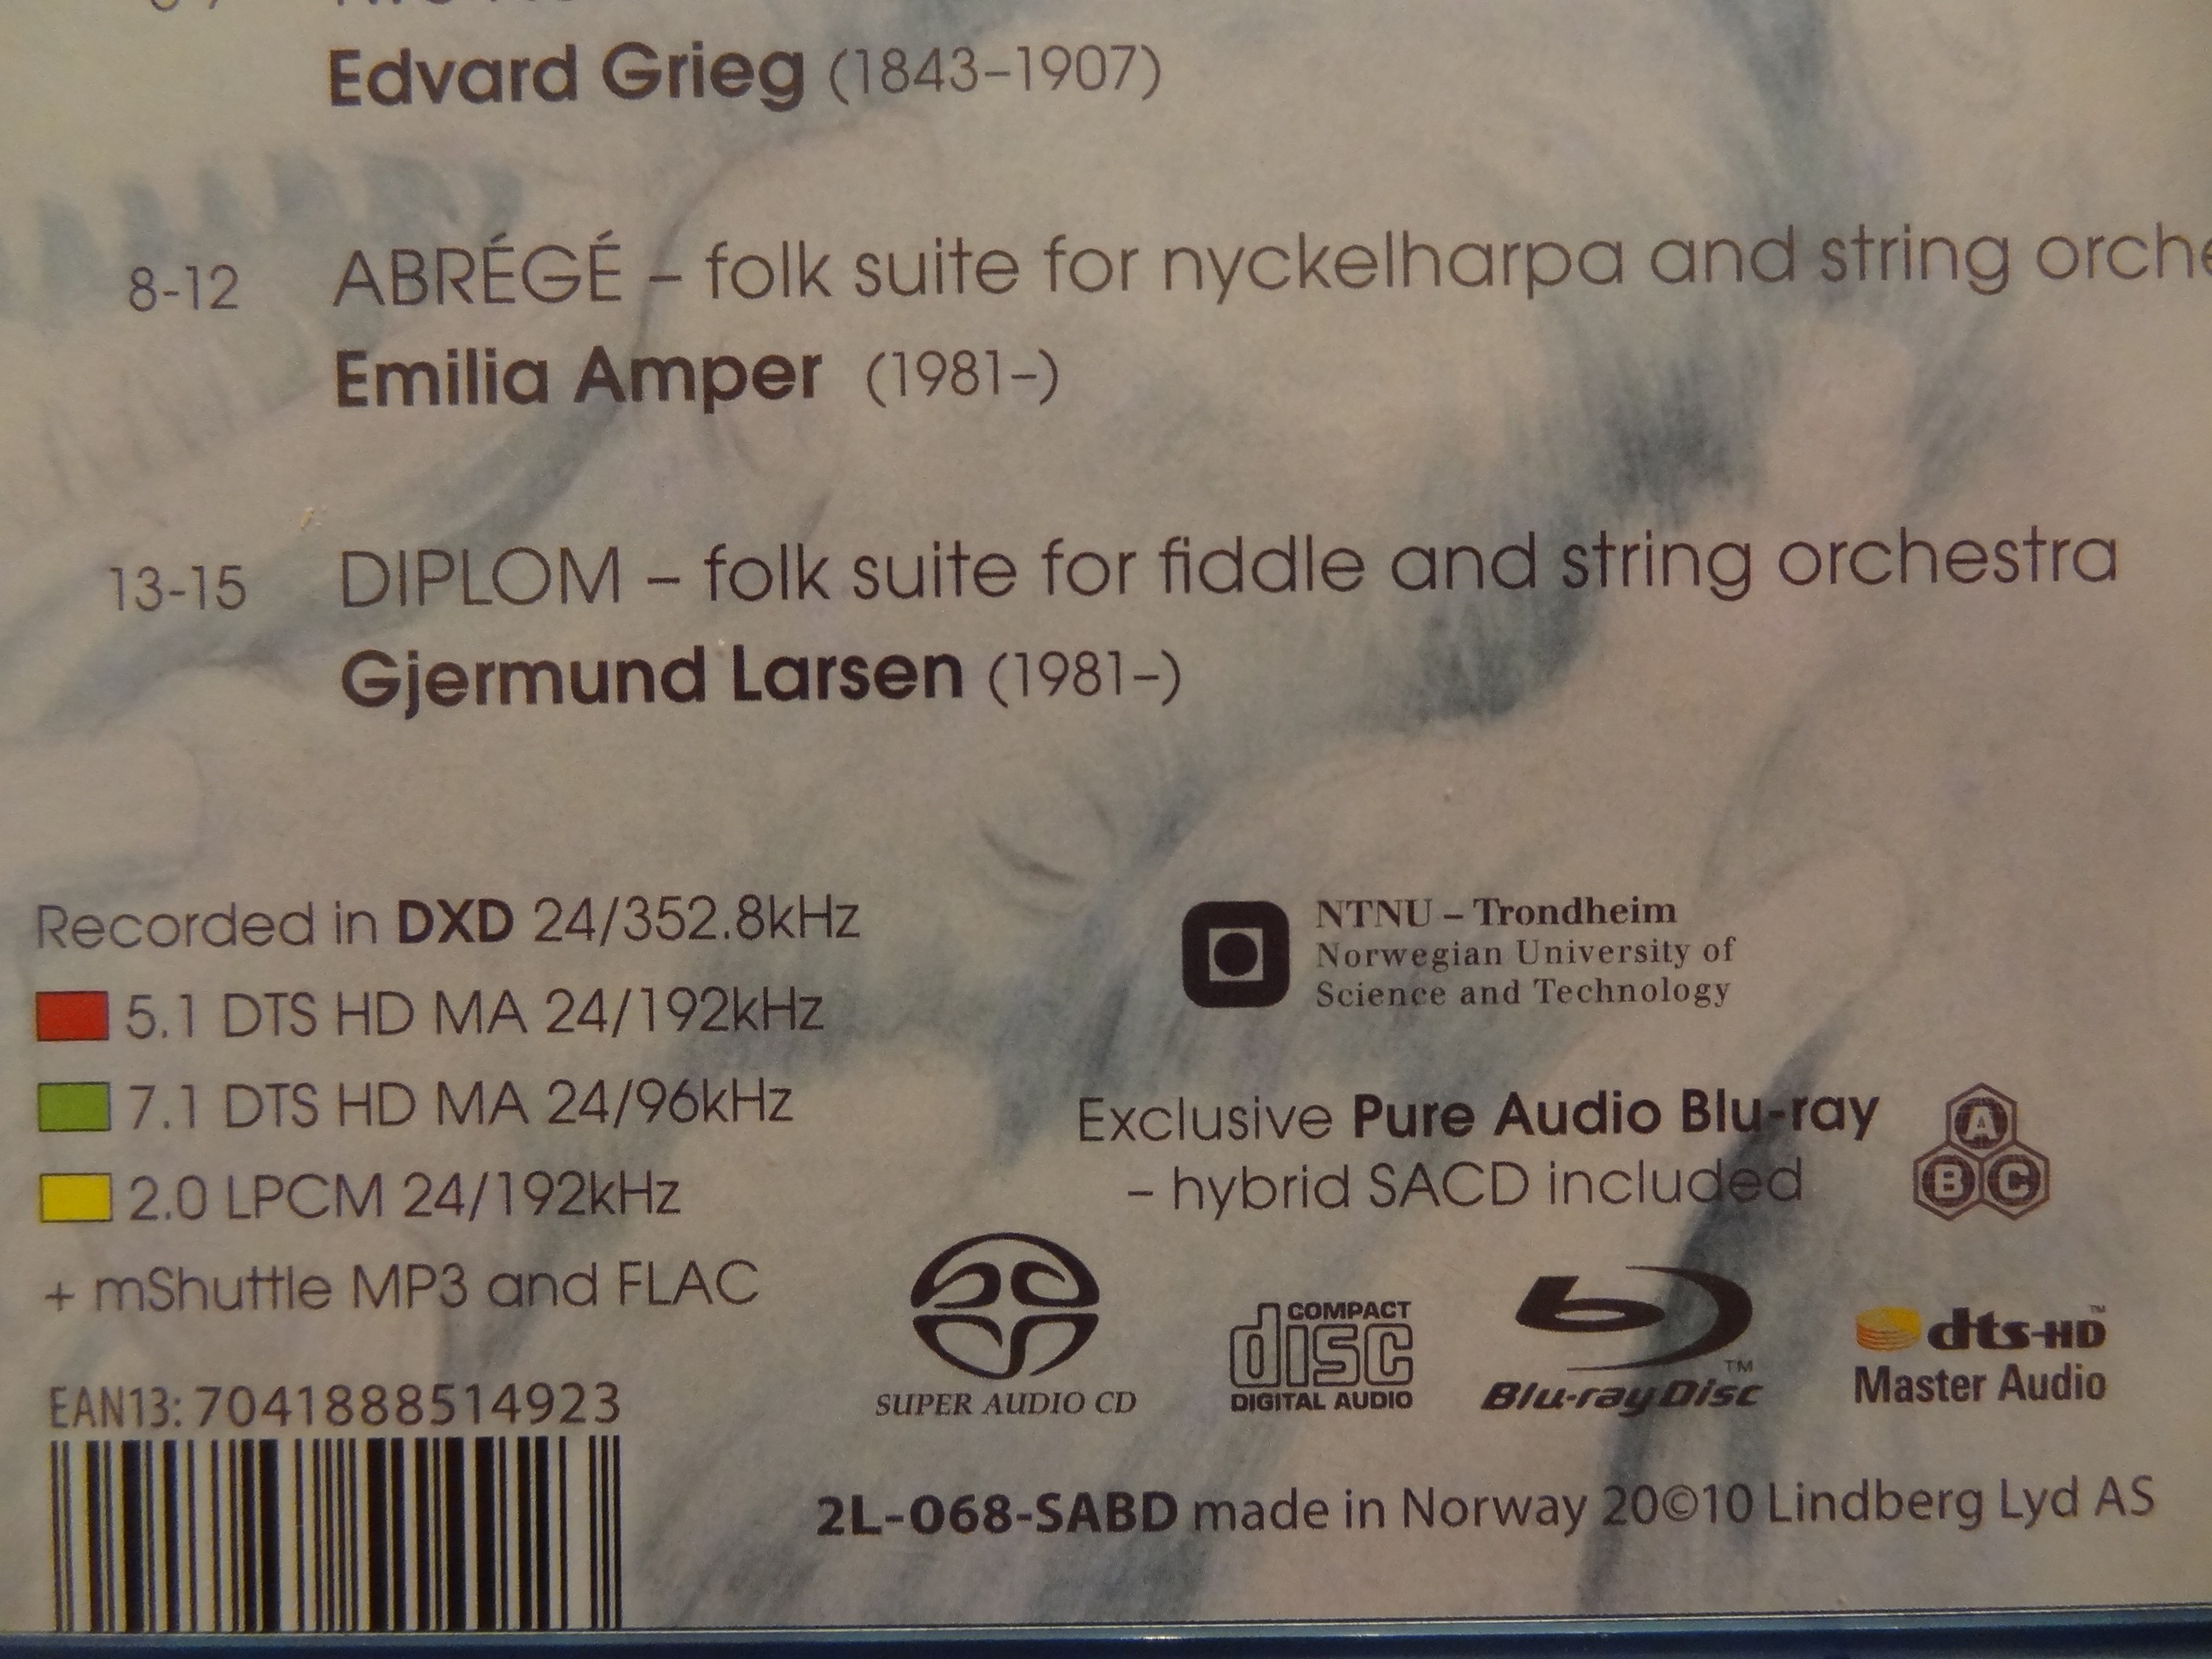 Edvard Grieg (1843–1907)
8-12 ABRÉGÉ – folk suite for nyckelharpa and string orche
Emilia Amper (1981–)
13-15 DIPLOM – folk suite for fiddle and string orchestra
Gjermund Larsen (1981–)
Recorded in DXD 24/352.8kHz
5.1 DTS HD MA 24/192kHz
7.1 DTS HD MA 24/96kHz
2.0 LPCM 24/192kHz
+ mShuttle MP3 and FLAC
EAN13: 7041888514923
NTNU – Trondheim
Norwegian University of
Science and Technology
Exclusive Pure Audio Blu-ray
– hybrid SACD included
A
B C
SUPER AUDIO CD
COMPACT
disc
DIGITAL AUDIO
Blu-ray Disc™
dts-HD™
Master Audio
2L-068-SABD made in Norway 20©10 Lindberg Lyd AS